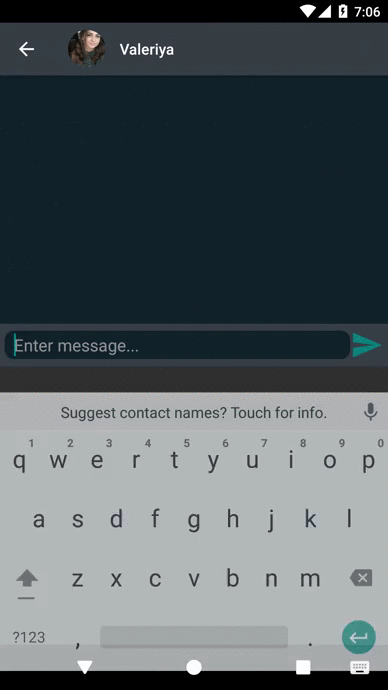 7:06
Valeriya
Enter message...
Suggest contact names? Touch for info.
1 2 3 4 5 6 7 8 9 0
q w e r t y u i o p
a s d f g h j k l
z x c v b n m
?123 , .